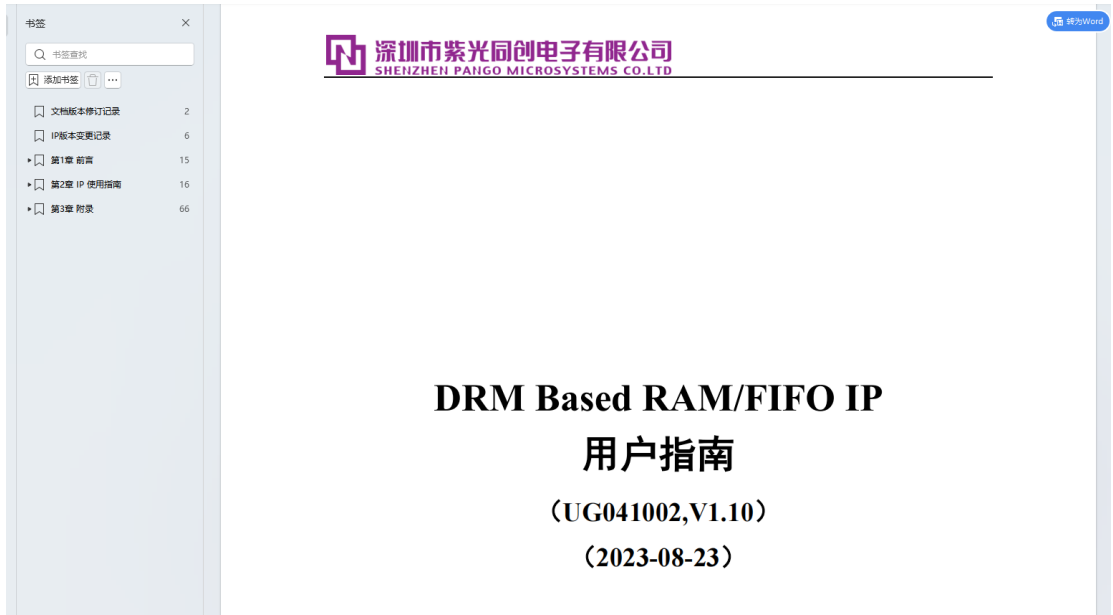 书签
书签查找
添加书签
文档版本修订记录 2
IP版本变更记录 6
第1章 前言 15
第2章 IP 使用指南 16
第3章 附录 66
转为Word
深圳市紫光同创电子有限公司
SHENZHEN PANGO MICROSYSTEMS CO.LTD
DRM Based RAM/FIFO IP
用户指南
（UG041002,V1.10）
（2023-08-23）